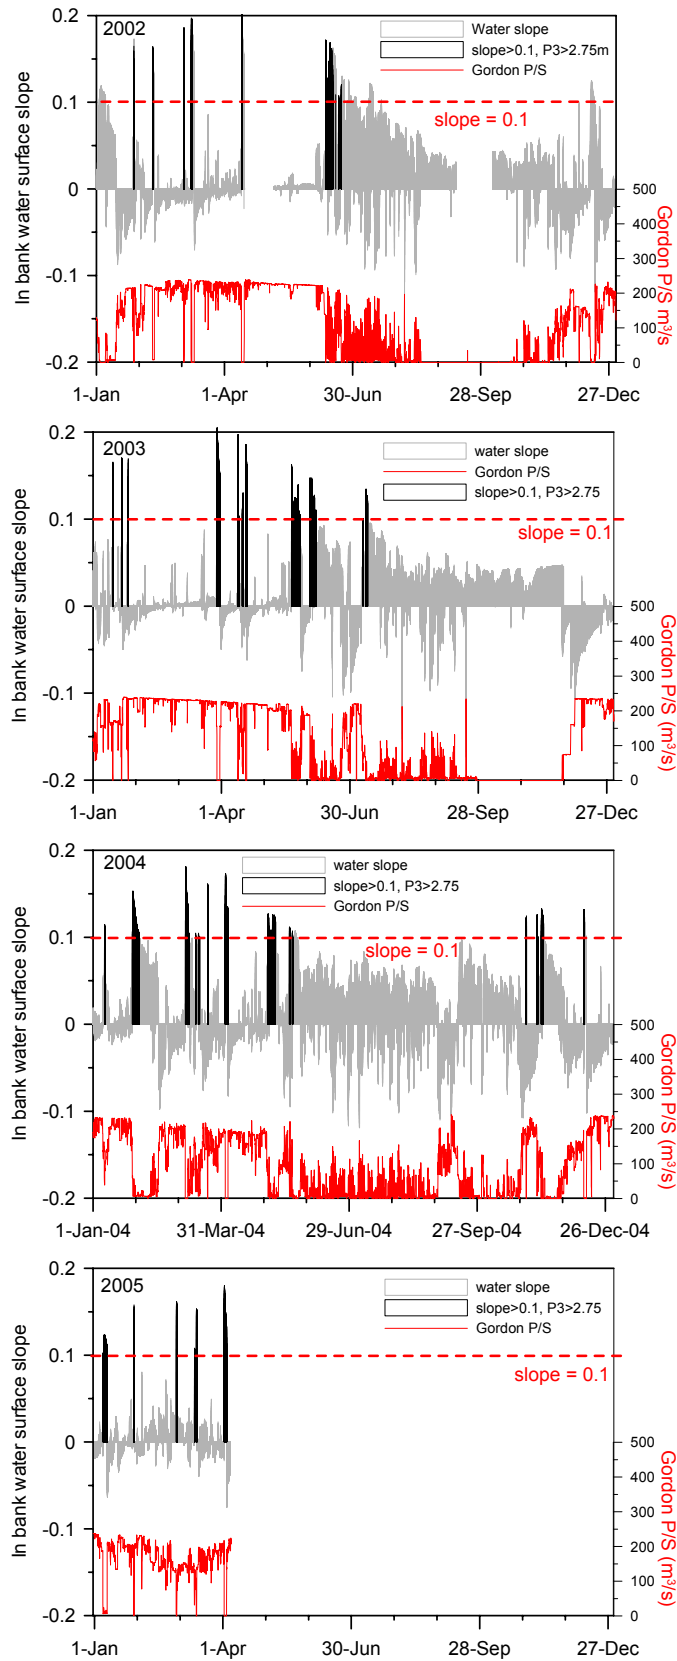 2002
Water slope
slope>0.1, P3>2.75m
Gordon P/S
slope = 0.1
In bank water surface slope
0.2
0.1
0
-0.1
-0.2
500
400
300
200
100
0
Gordon P/S m³/s
1-Jan
1-Apr
30-Jun
28-Sep
27-Dec
2003
water slope
Gordon P/S
slope>0.1, P3>2.75
slope = 0.1
In bank water surface slope
0.2
0.1
0
-0.1
-0.2
500
400
300
200
100
0
Gordon P/S (m³/s)
1-Jan
1-Apr
30-Jun
28-Sep
27-Dec
2004
water slope
slope>0.1, P3>2.75
Gordon P/S
slope = 0.1
In bank water surface slope
0.2
0.1
0
-0.1
-0.2
500
400
300
200
100
0
Gordon P/S (m³/s)
1-Jan-04
31-Mar-04
29-Jun-04
27-Sep-04
26-Dec-04
2005
water slope
slope>0.1, P3>2.75
Gordon P/S
slope = 0.1
In bank water surface slope
0.2
0.1
0
-0.1
-0.2
500
400
300
200
100
0
Gordon P/S (m³/s)
1-Jan
1-Apr
30-Jun
28-Sep
27-Dec